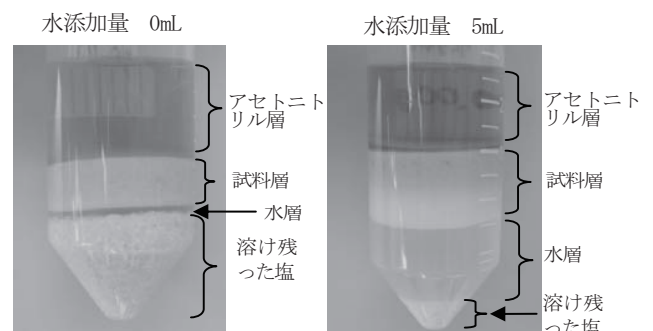 水添加量 0mL
アセトニト
リル層
試料層
水層
溶け残
った塩
水添加量 5mL
アセトニト
リル層
試料層
水層
溶け残
った塩